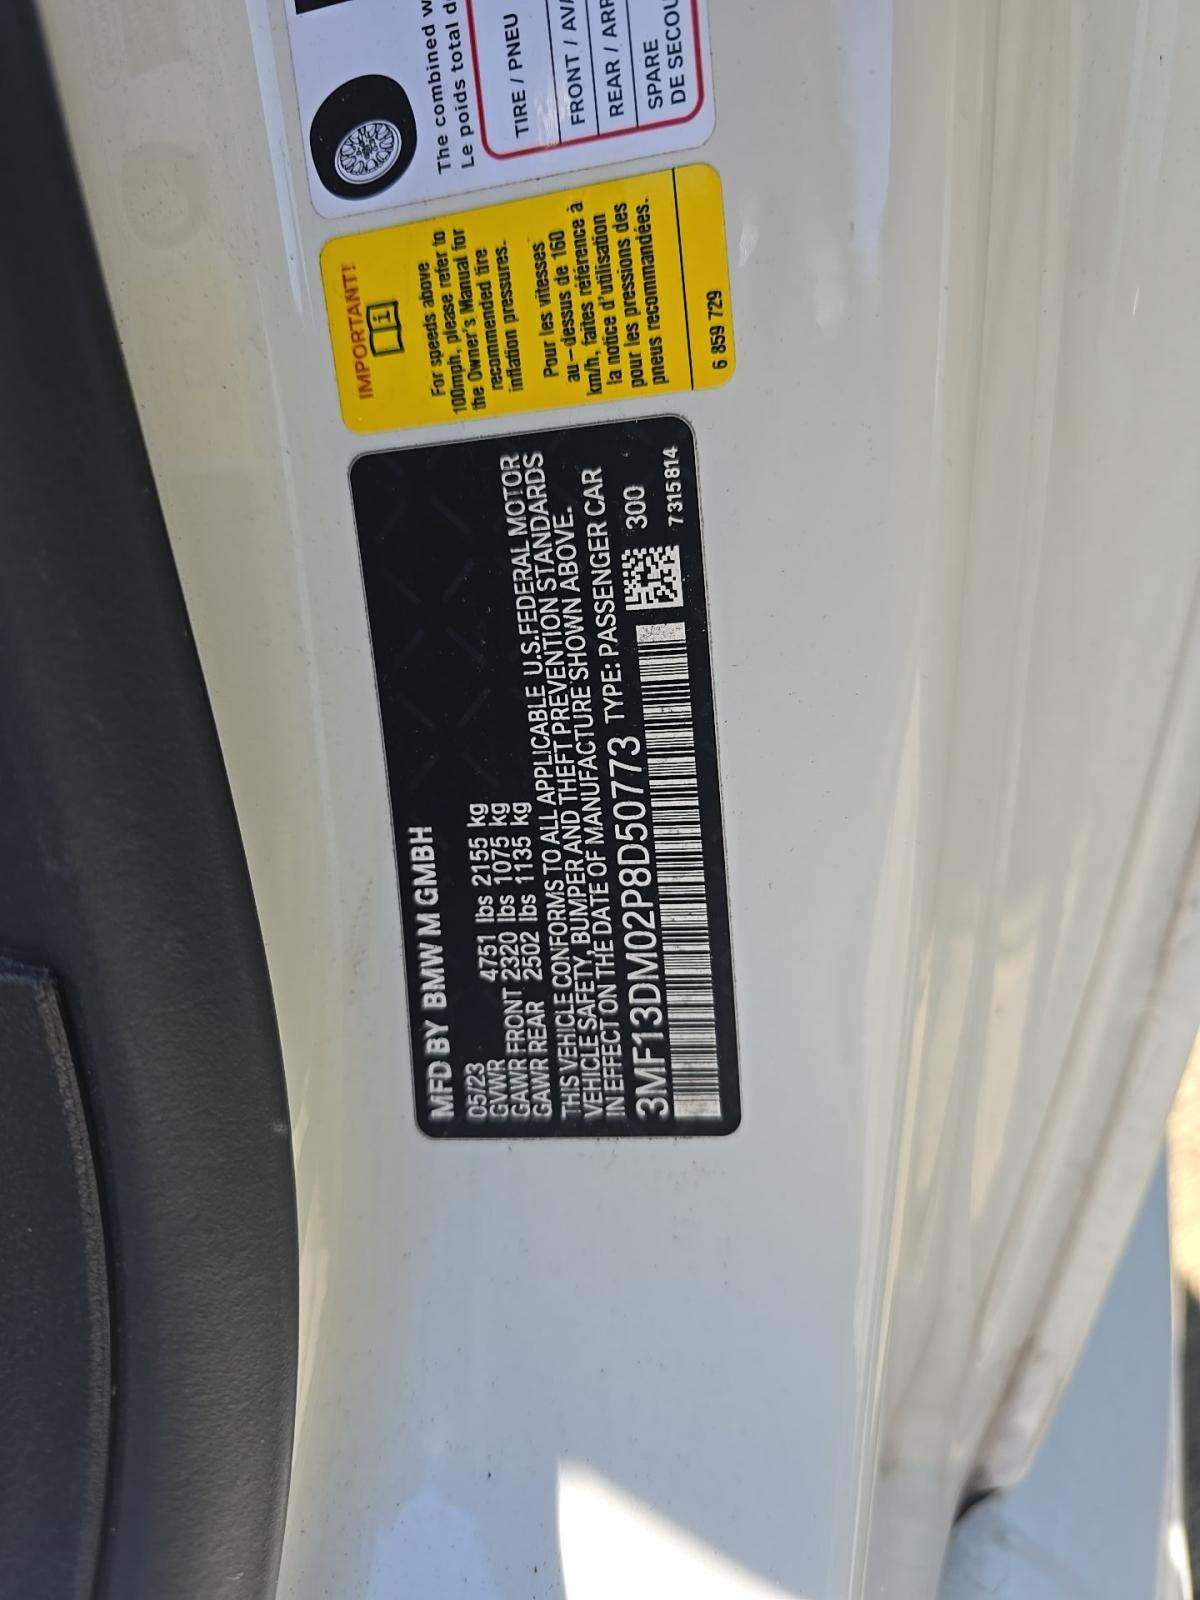 MFD BY BMW M GMBH
05/23
GVWR 4751 lbs 2155 kg
GAWR FRONT 2320 lbs 1075 kg
GAWR REAR 2502 lbs 1135 kg
THIS VEHICLE CONFORMS TO ALL APPLICABLE U.S.FEDERAL MOTOR
VEHICLE SAFETY, BUMPER AND THEFT PREVENTION STANDARDS
IN EFFECT ON THE DATE OF MANUFACTURE SHOWN ABOVE.
3MF13DM02P8D50773 TYPE: PASSENGER CAR
300
7315814
IMPORTANT!
i
For speeds above
100mph, please refer to
the Owner's Manual for
recommended tire
inflation pressures.
Pour les vitesses
au-dessus de 160
km/h, faites référence à
la notice d'utilisation
pour les pressions des
pneus recommandées.
6 859 729
The combined
Le poids total
TIRE / PNEU
FRONT /
REAR /
SPARE
DE